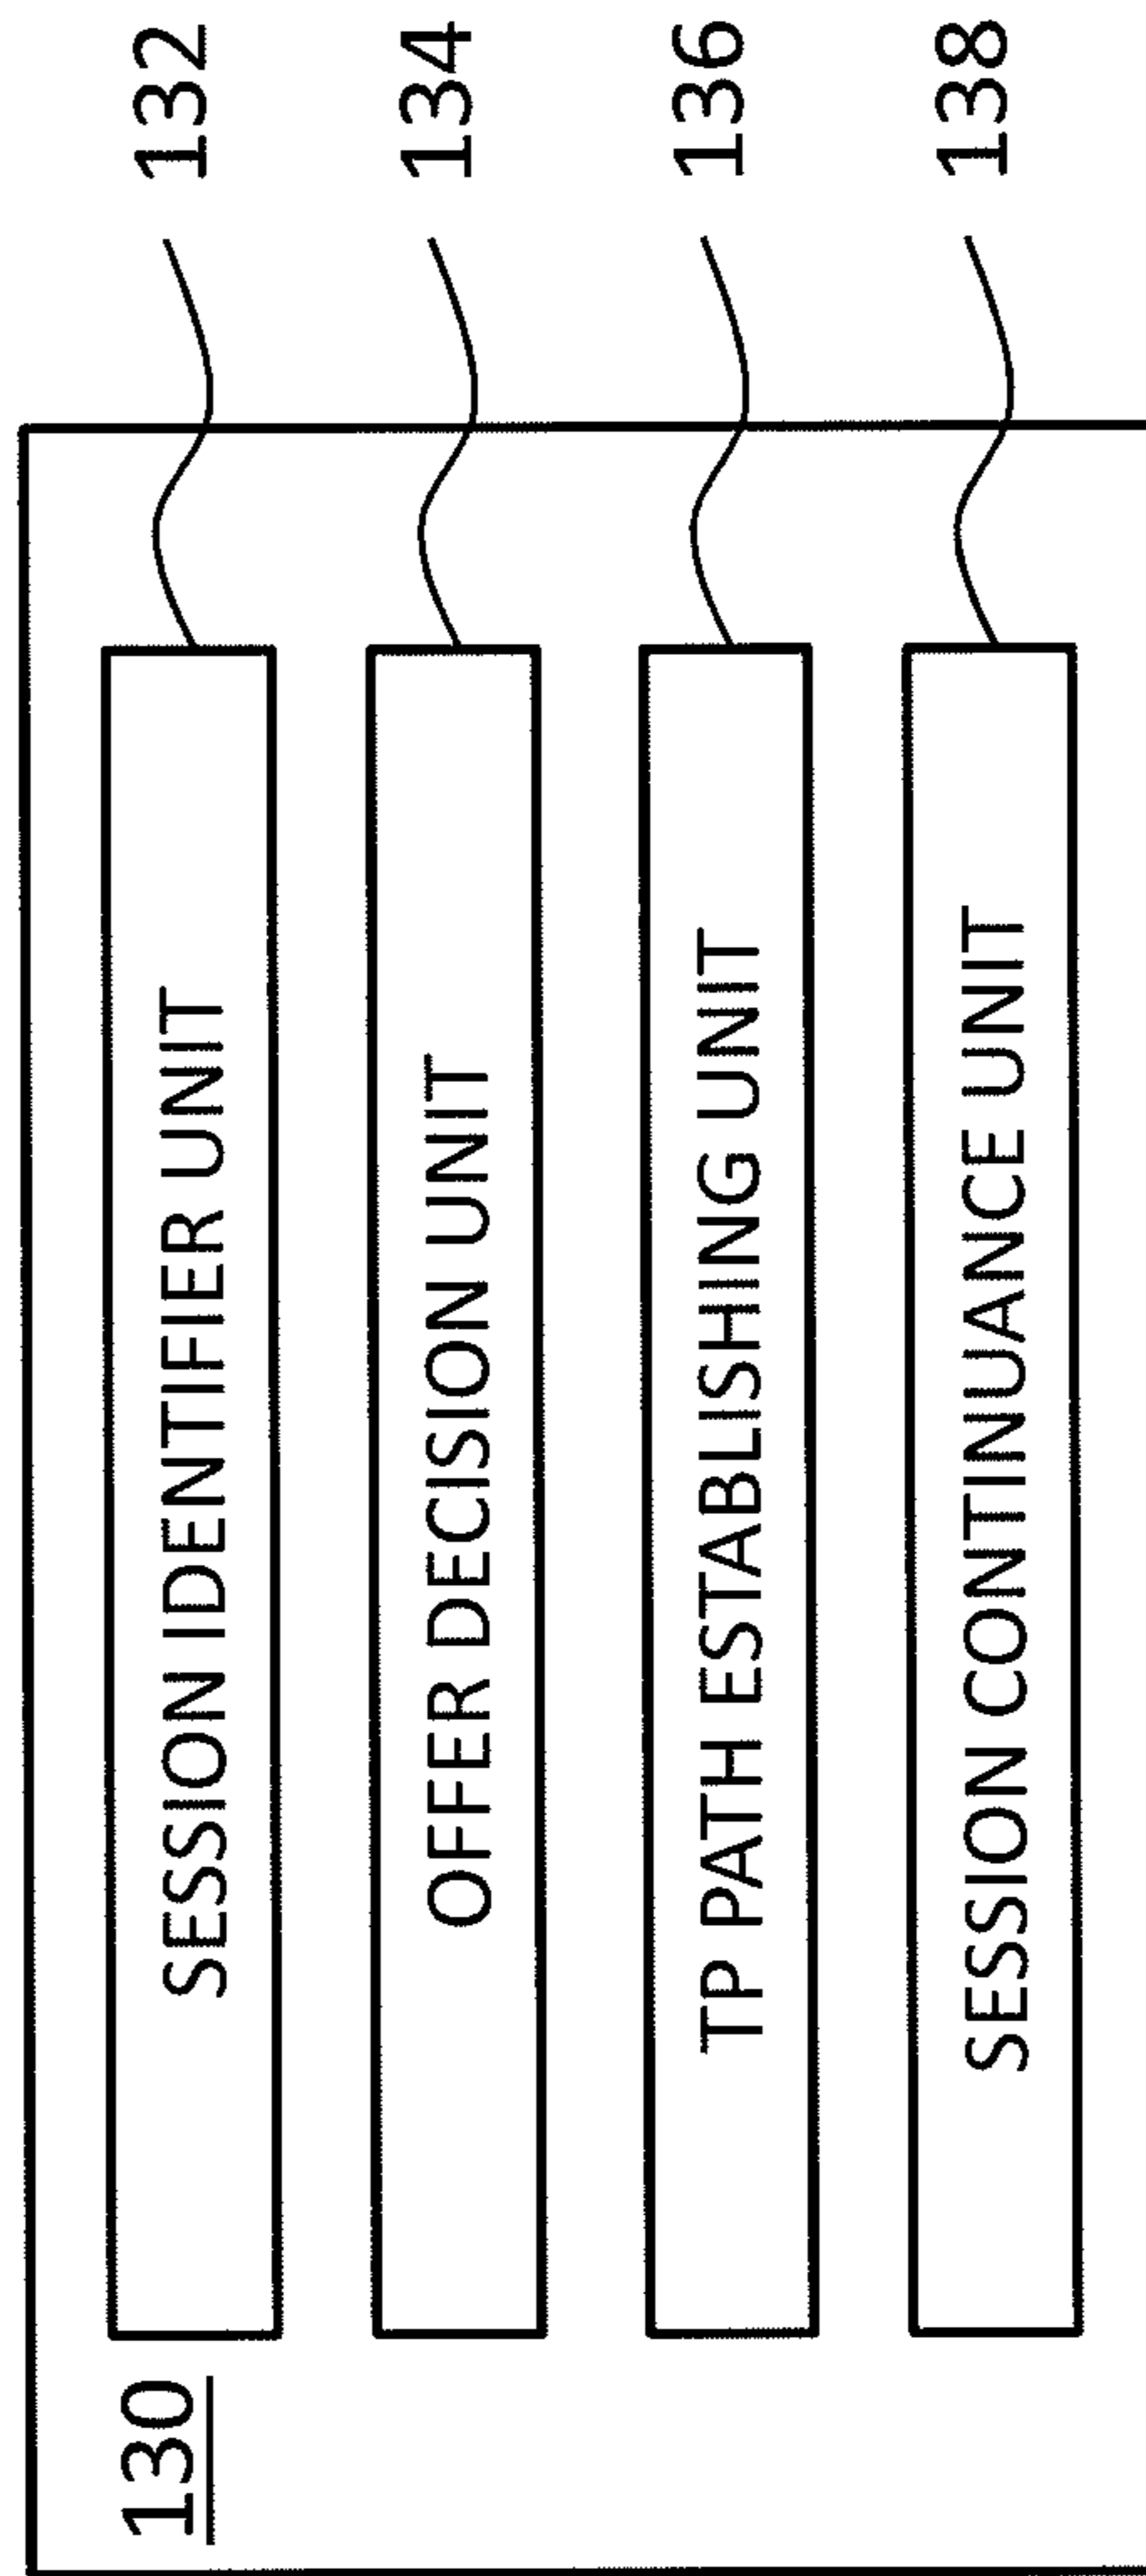 130
SESSION IDENTIFIER UNIT 132
OFFER DECISION UNIT 134
TP PATH ESTABLISHING UNIT 136
SESSION CONTINUANCE UNIT 138